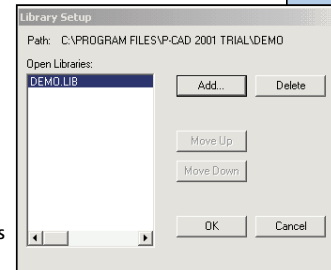 Library Setup
Path: C:\PROGRAM FILES\P-CAD 2001 TRIAL\DEMO
Open Libraries:
DEMO.LIB
Add...
Delete
Move Up
Move Down
OK
Cancel
s